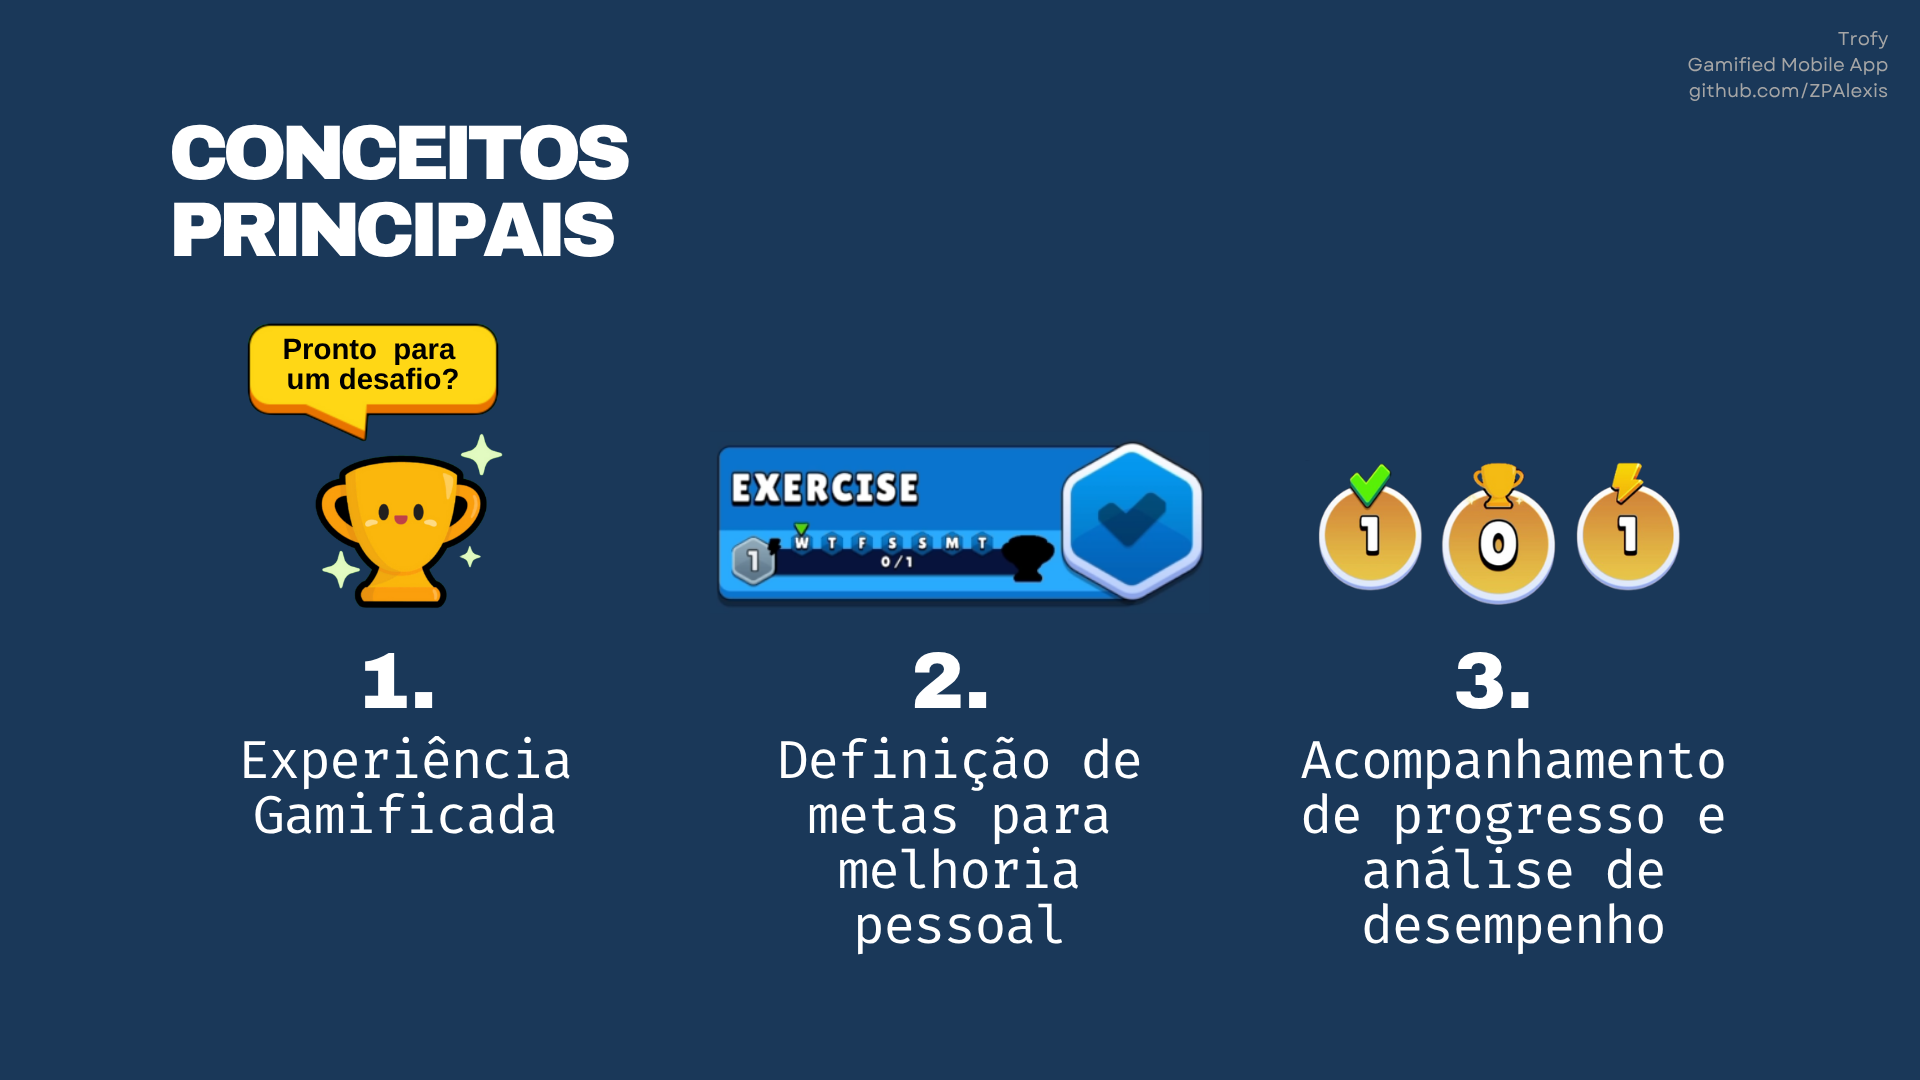 Trofy
Gamified Mobile App
github.com/ZPAlexis
CONCEITOS
PRINCIPAIS
Pronto para
um desafio?
EXERCISE
W T F S S M T
1
0/1
1
0
1
1.
Experiência
Gamificada
2.
Definição de
metas para
melhoria
pessoal
3.
Acompanhamento
de progresso e
análise de
desempenho